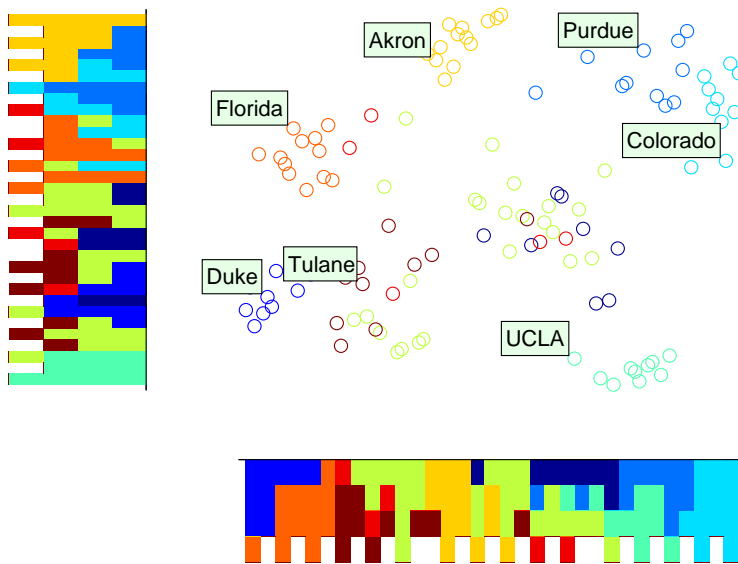 Akron
Purdue
Florida
Colorado
Tulane
Duke
UCLA